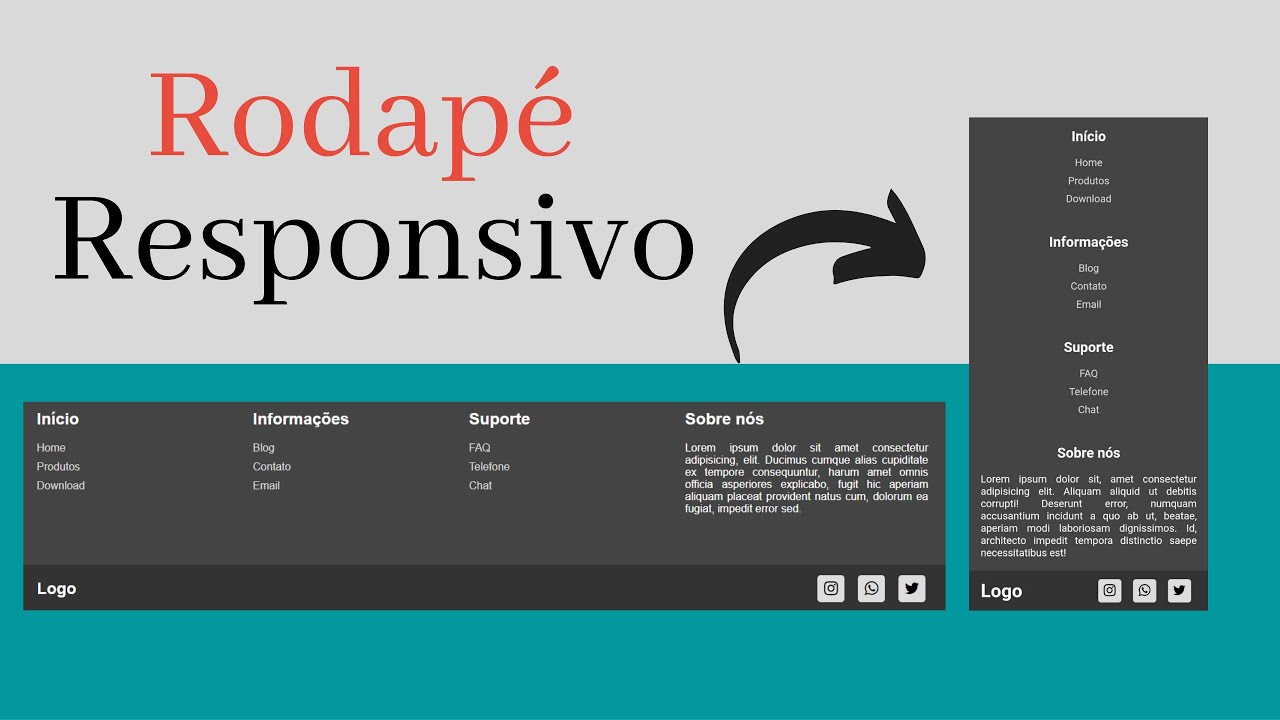 Rodapé
Responsivo
Início
Home
Produtos
Download
Informações
Blog
Contato
Email
Suporte
FAQ
Telefone
Chat
Sobre nós
Lorem ipsum dolor sit amet consectetur
adipisicing, elit. Ducimus cumque alias cupiditate
ex tempore consequuntur, harum amet omnis
officia asperiores explicabo, fugit hic aperiam
aliquam placeat provident natus cum, dolorum ea
fugiat, impedit error sed.
Logo
Início
Home
Produtos
Download
Informações
Blog
Contato
Email
Suporte
FAQ
Telefone
Chat
Sobre nós
Lorem ipsum dolor sit, amet consectetur
adipisicing elit. Aliquam aliquid ut debitis
corrupti! Deserunt error, numquam
accusantium incidunt a quo ab ut, beatae,
aperiam modi laboriosam dignissimos. Id,
architecto impedit tempora distinctio saepe
necessitatibus est!
Logo